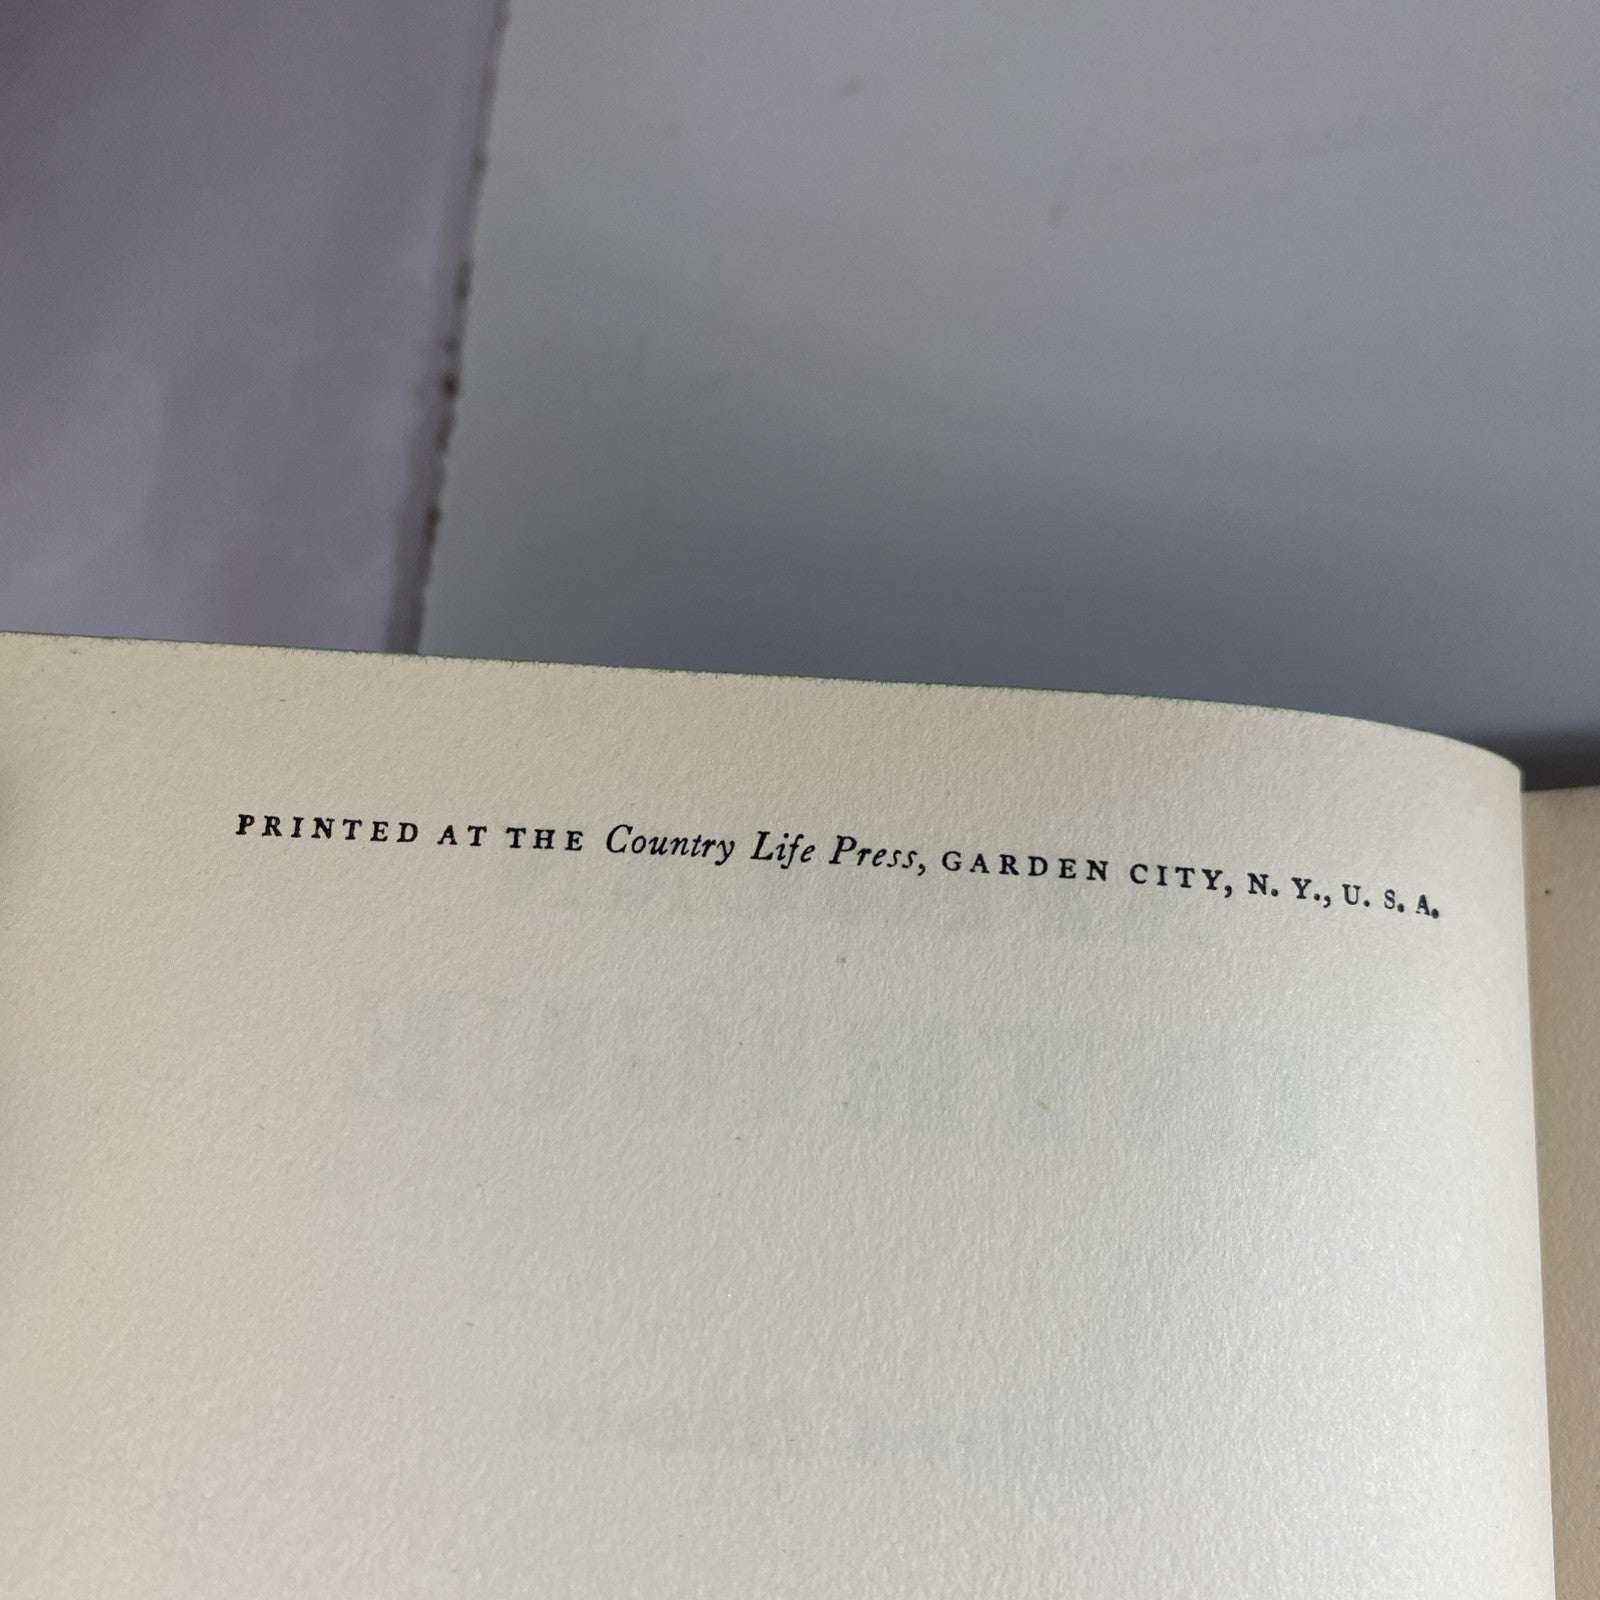 PRINTED AT THE Country Life Press, GARDEN CITY, N. Y., U. S. A.